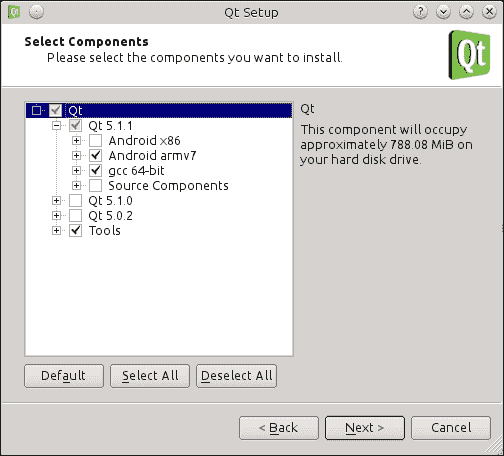 Qt Setup
Select Components
Please select the components you want to install.
Qt
Qt
Qt 5.1.1
Android x86
Android armv7
gcc 64-bit
Source Components
Qt 5.1.0
Qt 5.0.2
Tools
Qt
This component will occupy
approximately 788.08 MiB on
your hard disk drive.
Default
Select All
Deselect All
< Back
Next >
Cancel